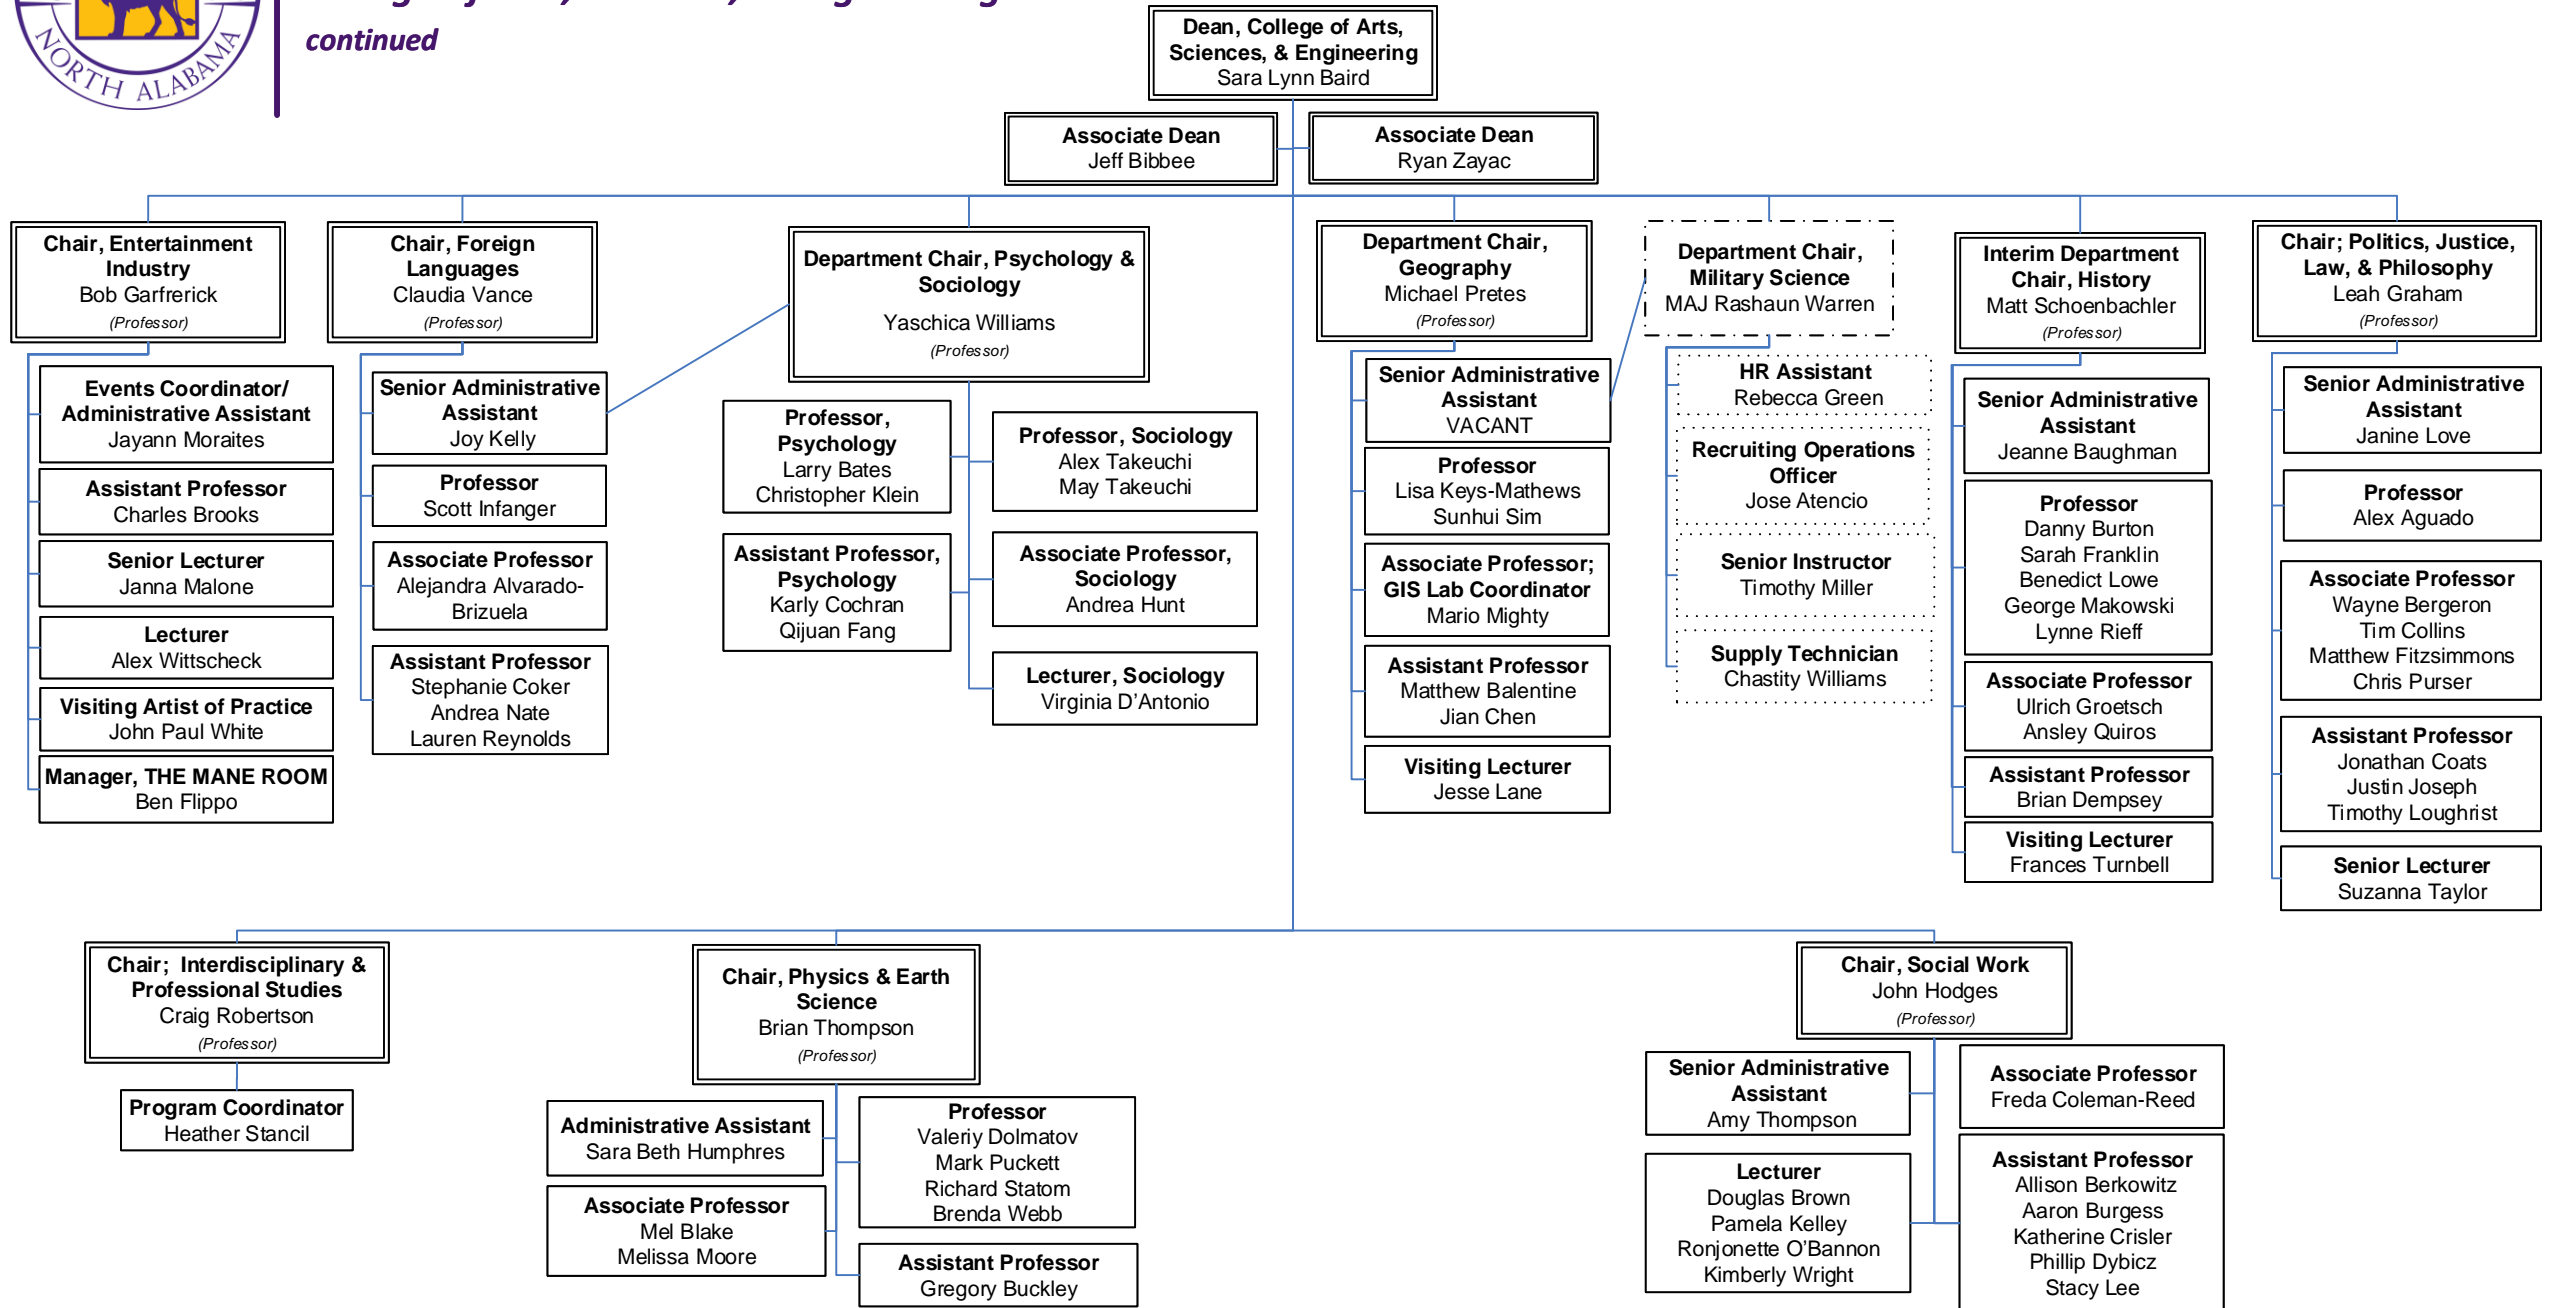 NORTH ALABAMA
continued
Dean, College of Arts,
Sciences, & Engineering
Sara Lynn Baird
Associate Dean
Jeff Bibbee
Associate Dean
Ryan Zayac
Chair, Entertainment
Industry
Bob Garfrerick
(Professor)
Events Coordinator/
Administrative Assistant
Jayann Moraites
Assistant Professor
Charles Brooks
Senior Lecturer
Janna Malone
Lecturer
Alex Wittscheck
Visiting Artist of Practice
John Paul White
Manager, THE MANE ROOM
Ben Flippo
Chair, Foreign
Languages
Claudia Vance
(Professor)
Senior Administrative
Assistant
Joy Kelly
Professor
Scott Infanger
Associate Professor
Alejandra Alvarado-
Brizuela
Assistant Professor
Stephanie Coker
Andrea Nate
Lauren Reynolds
Department Chair, Psychology &
Sociology
Yaschica Williams
(Professor)
Professor,
Psychology
Larry Bates
Christopher Klein
Assistant Professor,
Psychology
Karly Cochran
Qijuan Fang
Professor, Sociology
Alex Takeuchi
May Takeuchi
Associate Professor,
Sociology
Andrea Hunt
Lecturer, Sociology
Virginia D’Antonio
Department Chair,
Geography
Michael Pretes
(Professor)
Senior Administrative
Assistant
VACANT
Professor
Lisa Keys-Mathews
Sunhui Sim
Associate Professor;
GIS Lab Coordinator
Mario Mighty
Assistant Professor
Matthew Balentine
Jian Chen
Visiting Lecturer
Jesse Lane
Department Chair,
Military Science
MAJ Rashaun Warren
HR Assistant
Rebecca Green
Recruiting Operations
Officer
Jose Atencio
Senior Instructor
Timothy Miller
Supply Technician
Chastity Williams
Interim Department
Chair, History
Matt Schoenbachler
(Professor)
Senior Administrative
Assistant
Jeanne Baughman
Professor
Danny Burton
Sarah Franklin
Benedict Lowe
George Makowski
Lynne Rieff
Associate Professor
Ulrich Groetsch
Ansley Quiros
Assistant Professor
Brian Dempsey
Visiting Lecturer
Frances Turnbell
Chair; Politics, Justice,
Law, & Philosophy
Leah Graham
(Professor)
Senior Administrative
Assistant
Janine Love
Professor
Alex Aguado
Associate Professor
Wayne Bergeron
Tim Collins
Matthew Fitzsimmons
Chris Purser
Assistant Professor
Jonathan Coats
Justin Joseph
Timothy Loughrist
Senior Lecturer
Suzanna Taylor
Chair; Interdisciplinary &
Professional Studies
Craig Robertson
(Professor)
Program Coordinator
Heather Stancil
Chair, Physics & Earth
Science
Brian Thompson
(Professor)
Administrative Assistant
Sara Beth Humphres
Associate Professor
Mel Blake
Melissa Moore
Professor
Valeriy Dolmatov
Mark Puckett
Richard Statom
Brenda Webb
Assistant Professor
Gregory Buckley
Chair, Social Work
John Hodges
(Professor)
Senior Administrative
Assistant
Amy Thompson
Lecturer
Douglas Brown
Pamela Kelley
Ronjonette O’Bannon
Kimberly Wright
Associate Professor
Freda Coleman-Reed
Assistant Professor
Allison Berkowitz
Aaron Burgess
Katherine Crisler
Phillip Dybicz
Stacy Lee